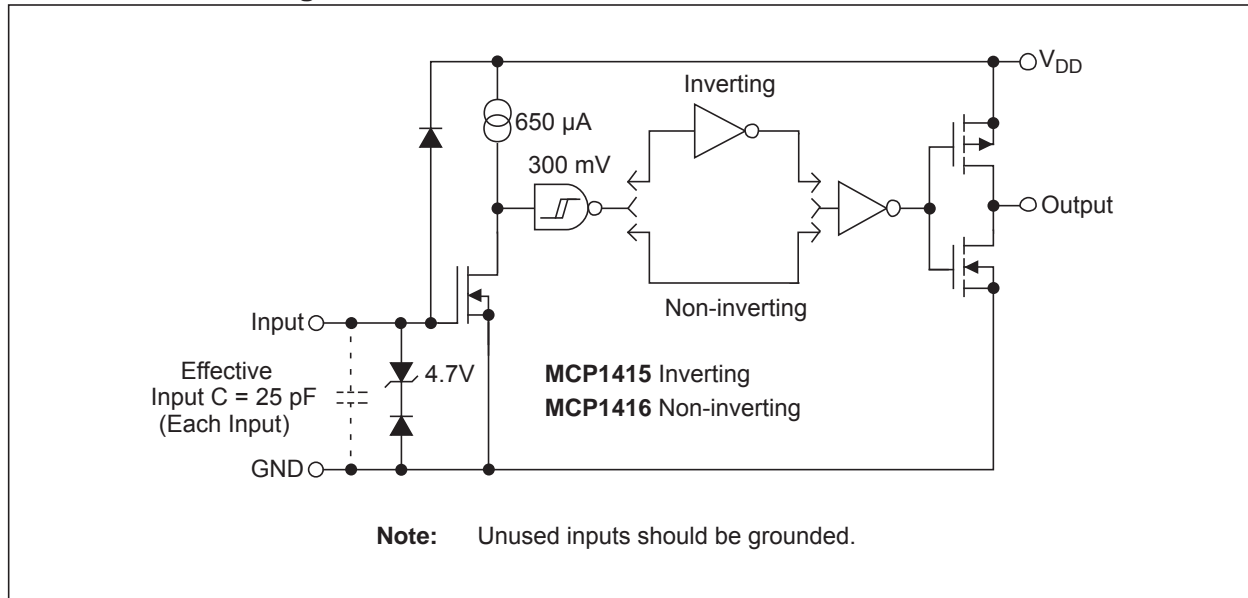 V_DD
Inverting
650 µA
300 mV
Output
Non-inverting
Input
4.7V
Effective
Input C = 25 pF
(Each Input)
MCP1415 Inverting
MCP1416 Non-inverting
GND
Note: Unused inputs should be grounded.